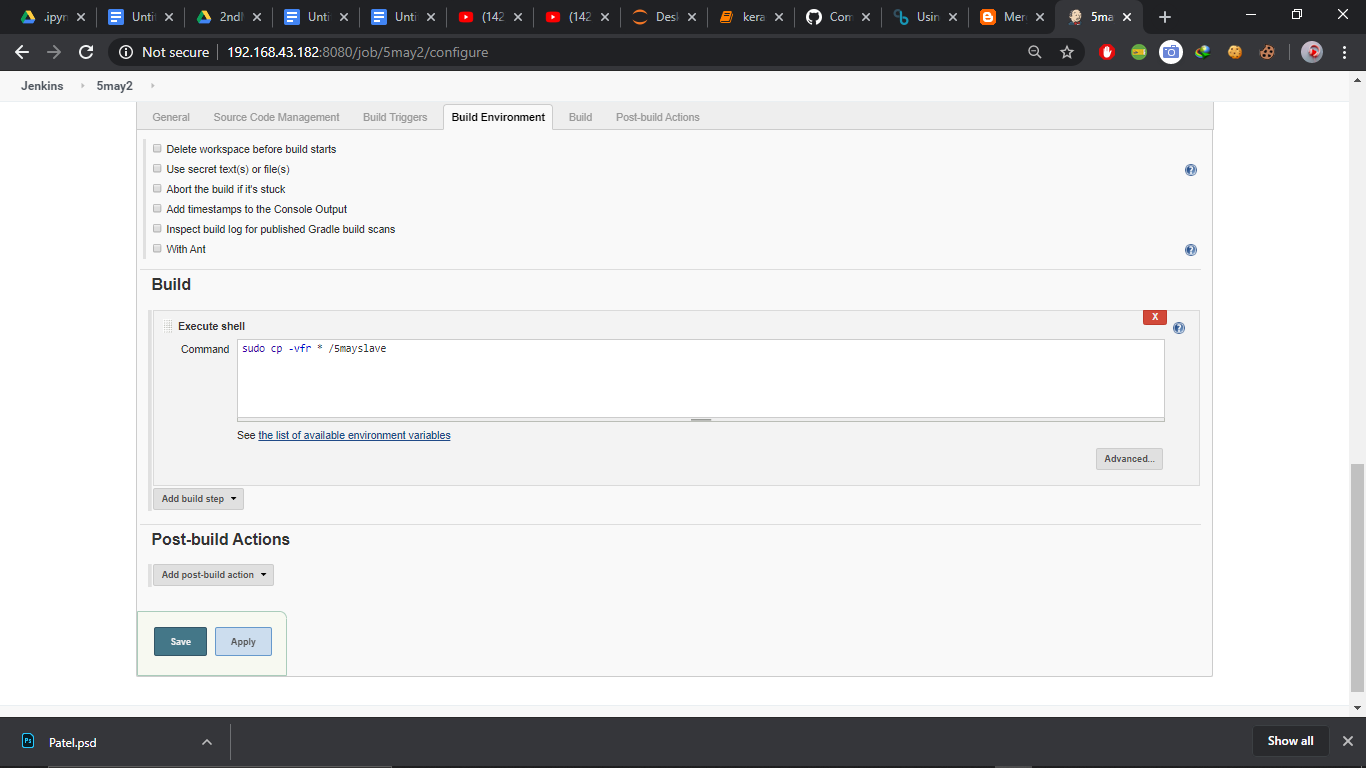 .ipyn
Untit
2ndM
Unti
Unti
(142
(142
Desk
kera
Com
Usin
Mer
5ma
Not secure
192.168.43.182:8080/job/5may2/configure
Jenkins
5may2
General
Source Code Management
Build Triggers
Build Environment
Build
Post-build Actions
Delete workspace before build starts
Use secret text(s) or file(s)
Abort the build if it's stuck
Add timestamps to the Console Output
Inspect build log for published Gradle build scans
With Ant
Build
X
Execute shell
Command
sudo cp -vfr * /5mayslave
See the list of available environment variables
Advanced...
Add build step
Post-build Actions
Add post-build action
Save
Apply
Ps
Patel.psd
Show all